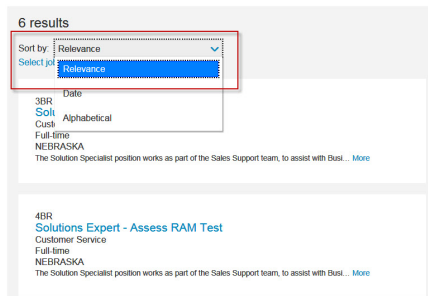 6 results
Sort by: Relevance
Select jo
Relevance
Date
Alphabetical
3BR
Solu
Custo
Full-time
NEBRASKA
The Solution Specialist position works as part of the Sales Support team, to assist with Busi... More
4BR
Solutions Expert - Assess RAM Test
Customer Service
Full-time
NEBRASKA
The Solution Specialist position works as part of the Sales Support team, to assist with Busi... More